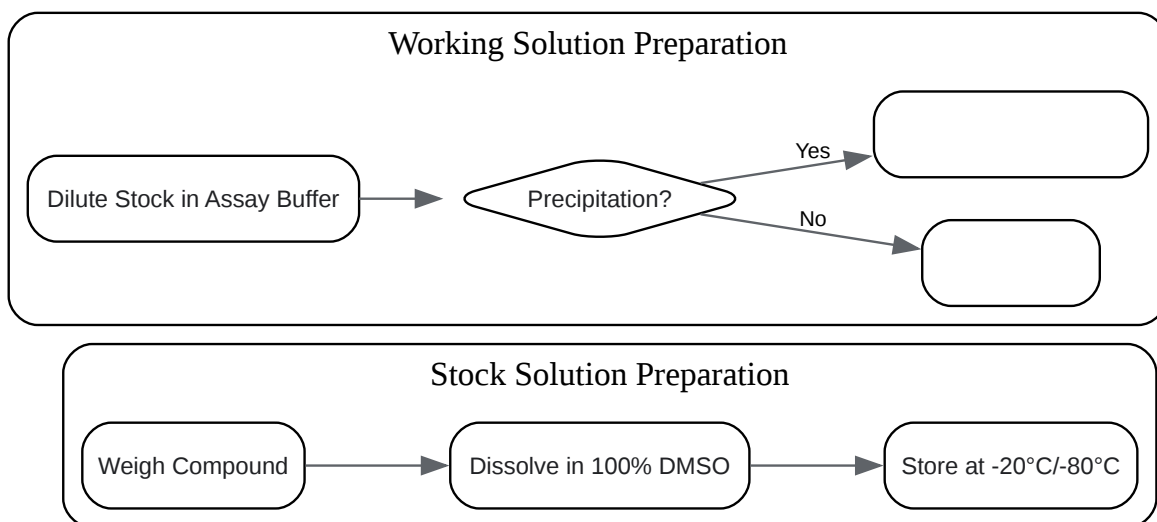 Working Solution Preparation
Dilute Stock in Assay Buffer
Precipitation?
Yes
No
Stock Solution Preparation
Weigh Compound
Dissolve in 100% DMSO
Store at -20°C/-80°C